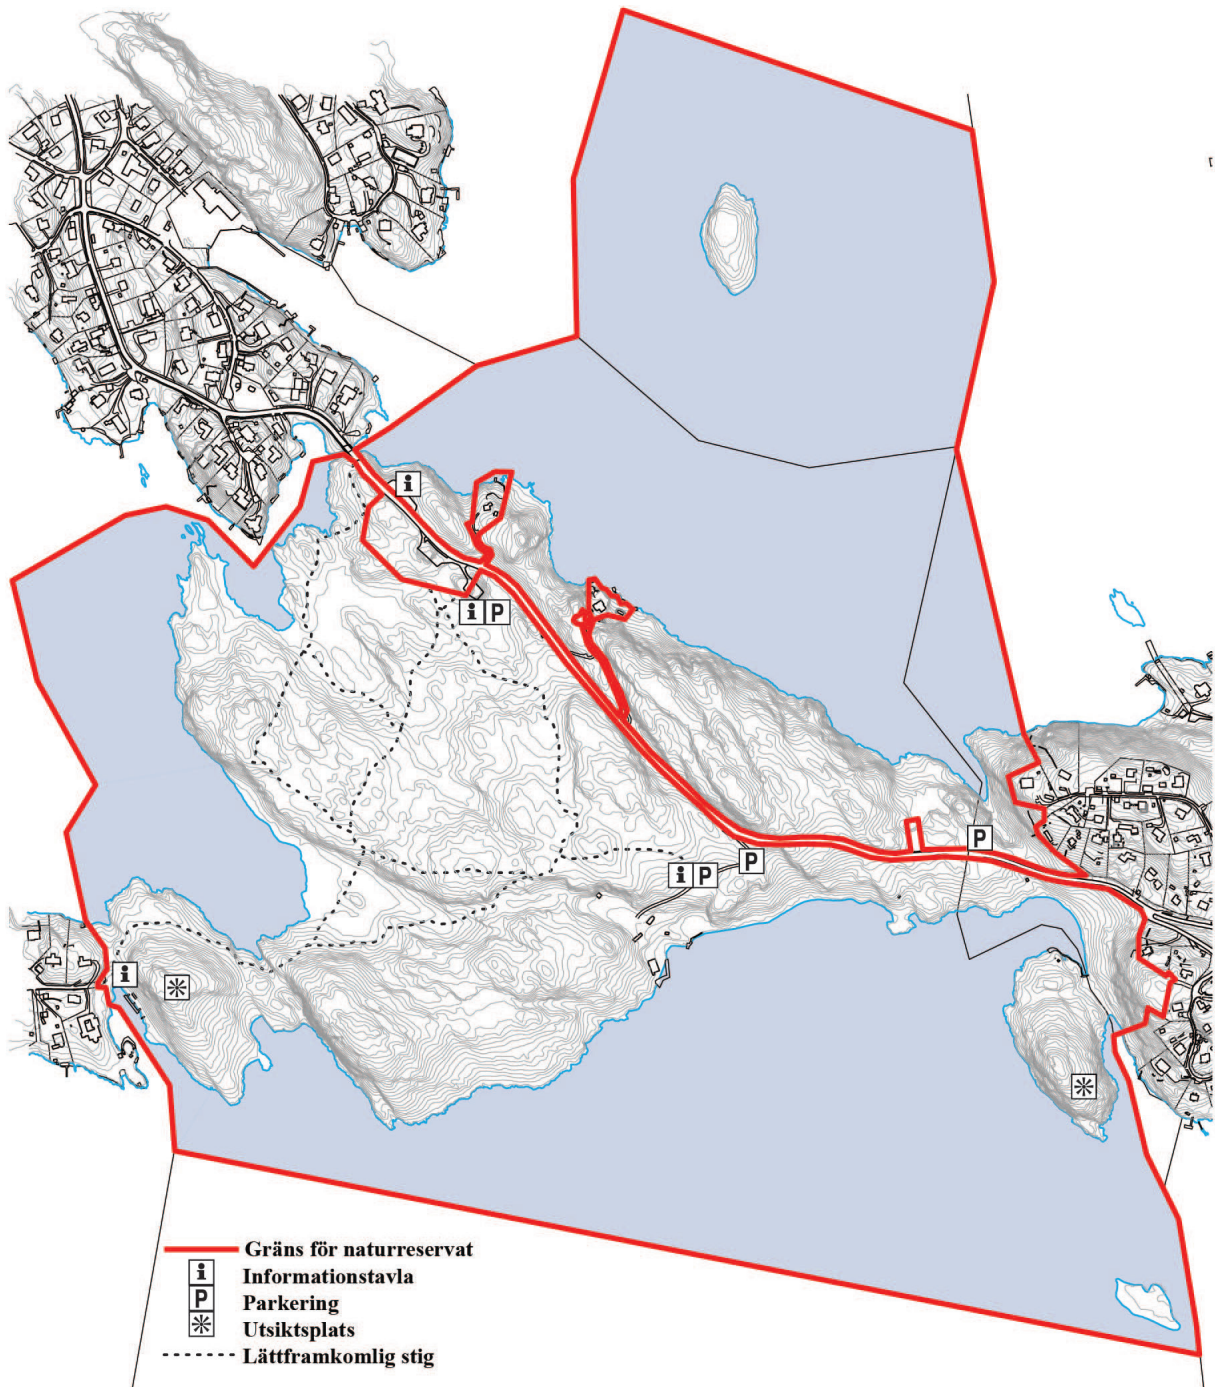 i
i P
P
P
i P
i
Gräns för naturreservat
i Informationstavla
P Parkering
Utsiktsplats
Lättframkomlig stig